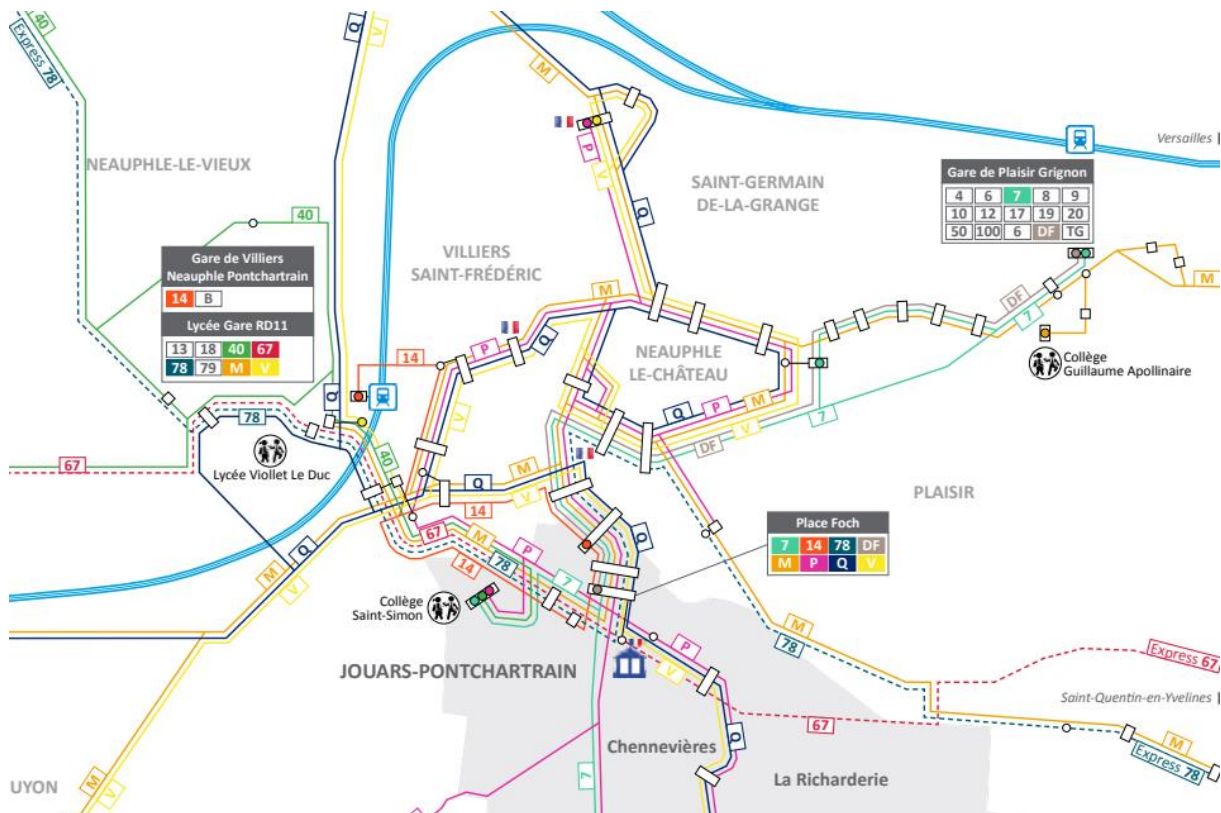 40
Express 78
Q
V
M
P
V
Q
Versailles
NEAUPHLE-LE-VIEUX
SAINT-GERMAIN
DE-LA-GRANGE
Gare de Plaisir Grignon
4 6 7 8 9
10 12 17 19 20
50 100 6 DF TG
40
VILLIERS
SAINT-FRÉDÉRIC
Gare de Villiers
Neauphle Pontchartrain
14 B
Lycée Gare RD11
13 18 40 67
78 79 M V
M
DF
7
M
14
P
Q
NEAUPHLE
LE-CHÂTEAU
Collège
Guillaume Apollinaire
Q
78
V
Q P M
7
V
DF
67
Lycée Viollet Le Duc
40
M
Q
V
14
PLAISIR
Place Foch
7 14 78 DF
M P Q V
67
M
P
Q
Q
M
V
14
78
7
Collège
Saint-Simon
P
M
78
JOUARS-PONTCHARTRAIN
V
Express 67
Saint-Quentin-en-Yvelines
67
Chennevières
Q
M
Express 78
7
La Richarderie
UYON
M
V